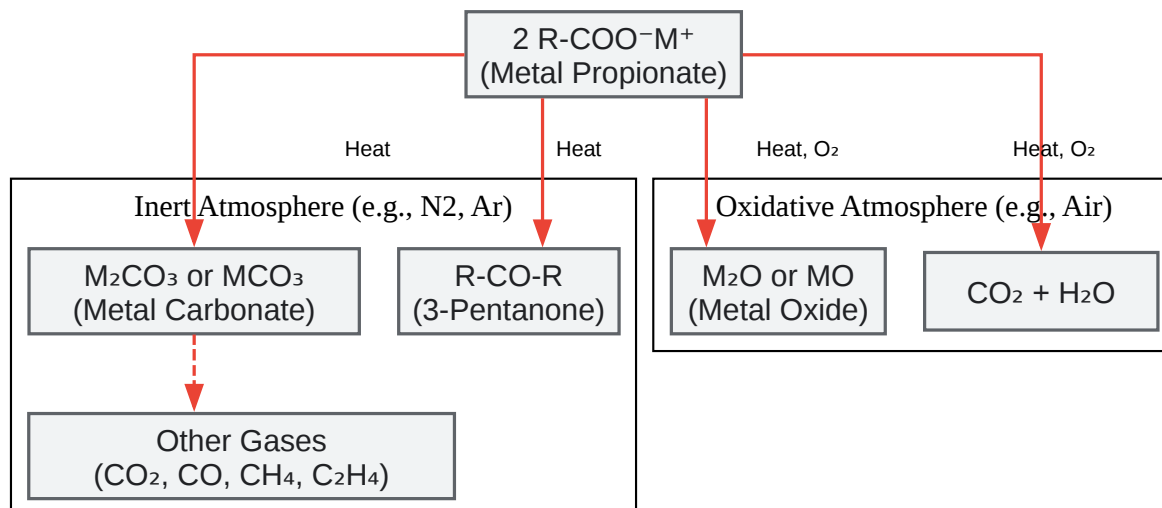 2 R-COO⁻M⁺
(Metal Propionate)
Heat
Heat
Heat, O₂
Heat, O₂
Inert Atmosphere (e.g., N2, Ar)
Oxidative Atmosphere (e.g., Air)
M₂CO₃ or MCO₃
(Metal Carbonate)
R-CO-R
(3-Pentanone)
M₂O or MO
(Metal Oxide)
CO₂ + H₂O
Other Gases
(CO₂, CO, CH₄, C₂H₄)